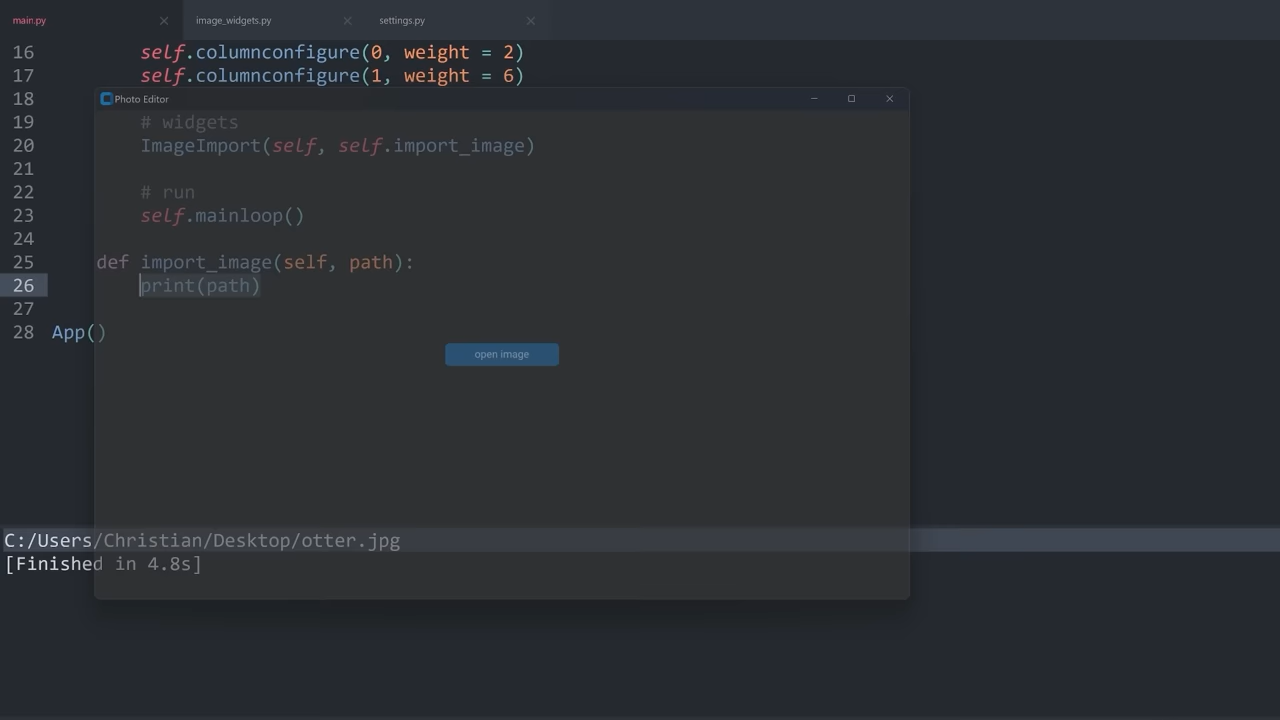 main.py image_widgets.py settings.py
16 self.columnconfigure(0, weight = 2)
17 self.columnconfigure(1, weight = 6)
18
Photo Editor
19 # widgets
20 ImageImport(self, self.import_image)
21
22 # run
23 self.mainloop()
24
25 def import_image(self, path):
26 print(path)
27
28 App()
open image
C:/Users/Christian/Desktop/otter.jpg
[Finished in 4.8s]